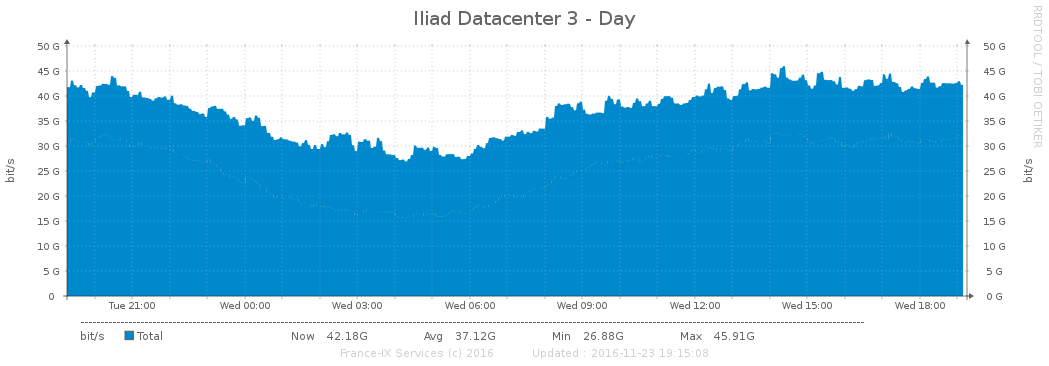 Iliad Datacenter 3 - Day
RRDTOOL / TOBI OETIKER
50 G 50 G
45 G 45 G
40 G 40 G
35 G 35 G
30 G 30 G
25 G 25 G
20 G 20 G
15 G 15 G
10 G 10 G
5 G 5 G
0 0 G
bit/s bit/s
Tue 21:00 Wed 00:00 Wed 03:00 Wed 06:00 Wed 09:00 Wed 12:00 Wed 15:00 Wed 18:00
bit/s Total Now 42.18G Avg 37.12G Min 26.88G Max 45.91G
France-IX Services (c) 2016 Updated : 2016-11-23 19:15:08